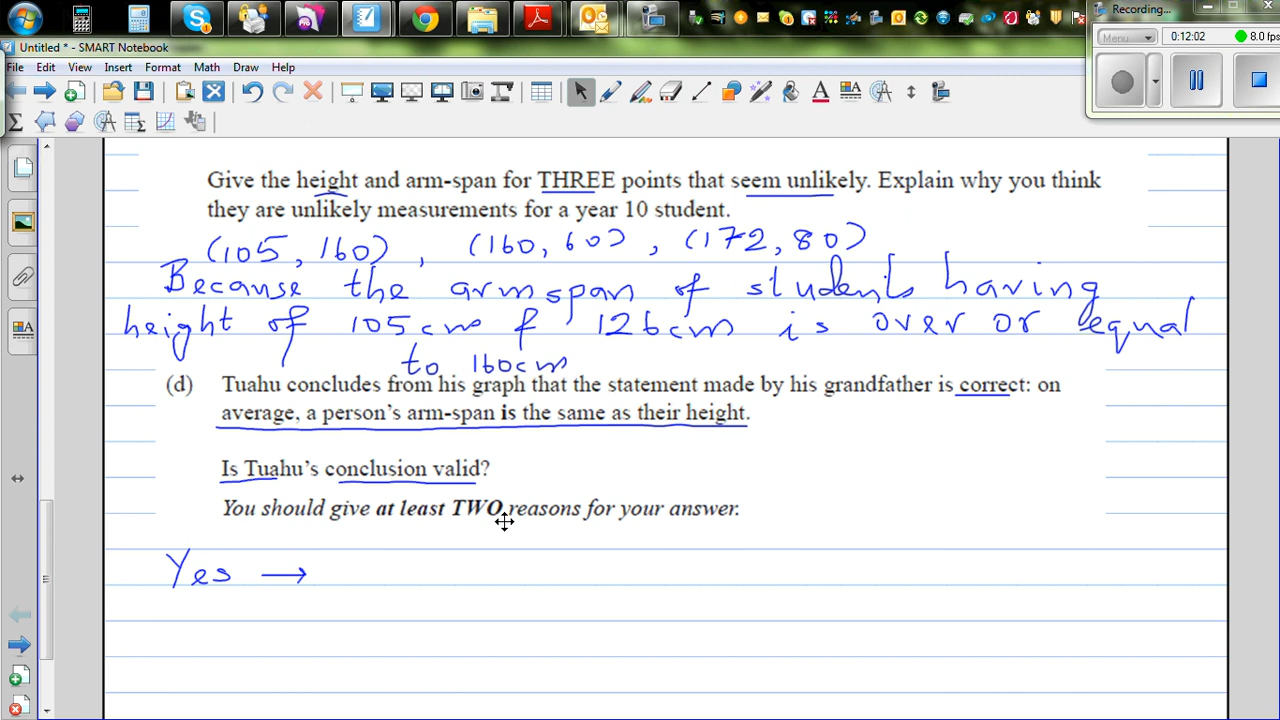 Recording...
Menu
0:12:02
8.0 fps
Untitled * - SMART Notebook
File Edit View Insert Format Math Draw Help
Give the height and arm-span for THREE points that seem unlikely. Explain why you think
they are unlikely measurements for a year 10 student.
(105, 160), (160, 60), (172, 80)
Because the armspan of students having
height of 105cm f 126cm is over or equal
to 160cm
(d) Tuahu concludes from his graph that the statement made by his grandfather is correct: on
average, a person's arm-span is the same as their height.
Is Tuahu's conclusion valid?
You should give at least TWO reasons for your answer.
Yes →